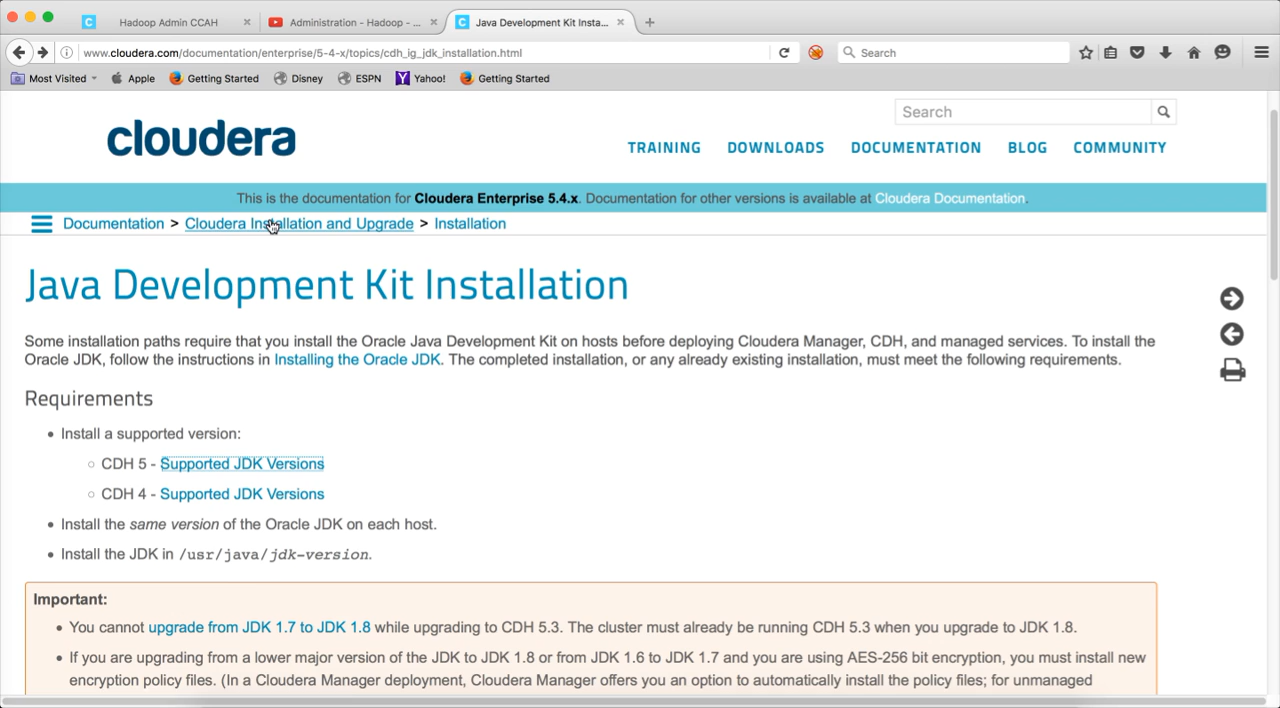 Hadoop Admin CCAH
Administration - Hadoop - ...
Java Development Kit Insta...
www.cloudera.com/documentation/enterprise/5-4-x/topics/cdh_ig_jdk_installation.html
Search
Most Visited
Apple
Getting Started
Disney
ESPN
Yahoo!
Getting Started
Search
cloudera
TRAINING DOWNLOADS DOCUMENTATION BLOG COMMUNITY
This is the documentation for Cloudera Enterprise 5.4.x. Documentation for other versions is available at Cloudera Documentation.
Documentation > Cloudera Installation and Upgrade > Installation
Java Development Kit Installation
Some installation paths require that you install the Oracle Java Development Kit on hosts before deploying Cloudera Manager, CDH, and managed services. To install the
Oracle JDK, follow the instructions in Installing the Oracle JDK. The completed installation, or any already existing installation, must meet the following requirements.
Requirements
• Install a supported version:
○ CDH 5 - Supported JDK Versions
○ CDH 4 - Supported JDK Versions
• Install the same version of the Oracle JDK on each host.
• Install the JDK in /usr/java/jdk-version.
Important:
• You cannot upgrade from JDK 1.7 to JDK 1.8 while upgrading to CDH 5.3. The cluster must already be running CDH 5.3 when you upgrade to JDK 1.8.
• If you are upgrading from a lower major version of the JDK to JDK 1.8 or from JDK 1.6 to JDK 1.7 and you are using AES-256 bit encryption, you must install new
encryption policy files. (In a Cloudera Manager deployment, Cloudera Manager offers you an option to automatically install the policy files; for unmanaged